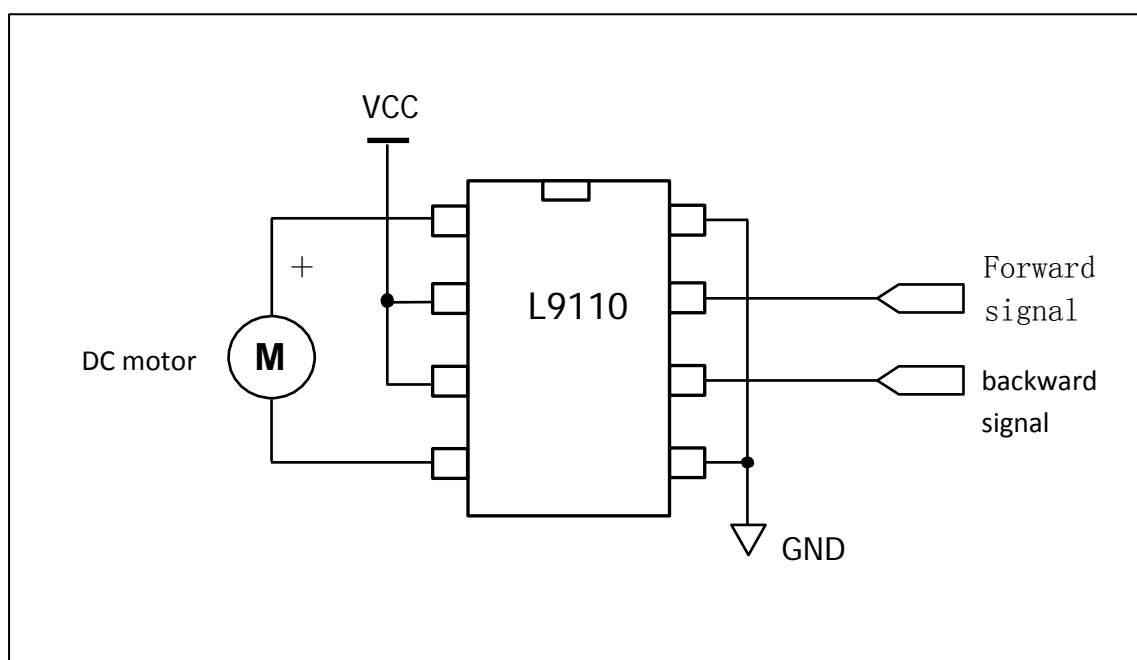 VCC
+
L9110
Forward
signal
DC motor
M
backward
signal
GND